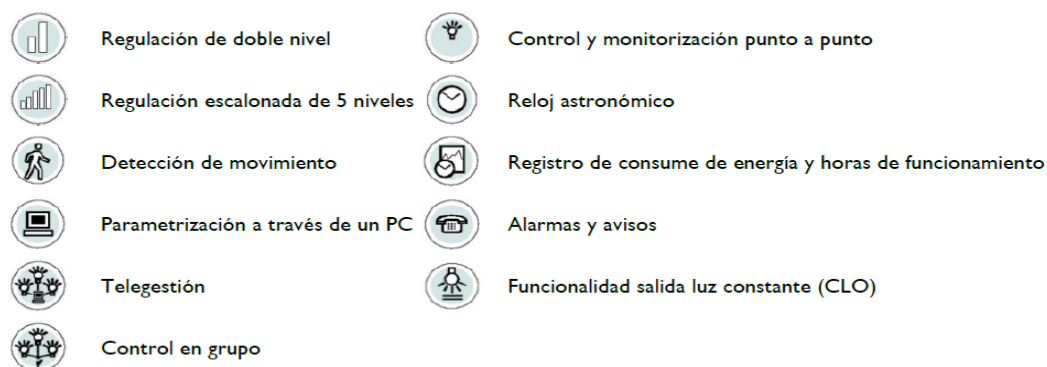 Regulación de doble nivel
Control y monitorización punto a punto
Regulación escalonada de 5 niveles
Reloj astronómico
Detección de movimiento
Registro de consume de energía y horas de funcionamiento
Parametrización a través de un PC
Alarmas y avisos
Telegestión
Funcionalidad salida luz constante (CLO)
Control en grupo